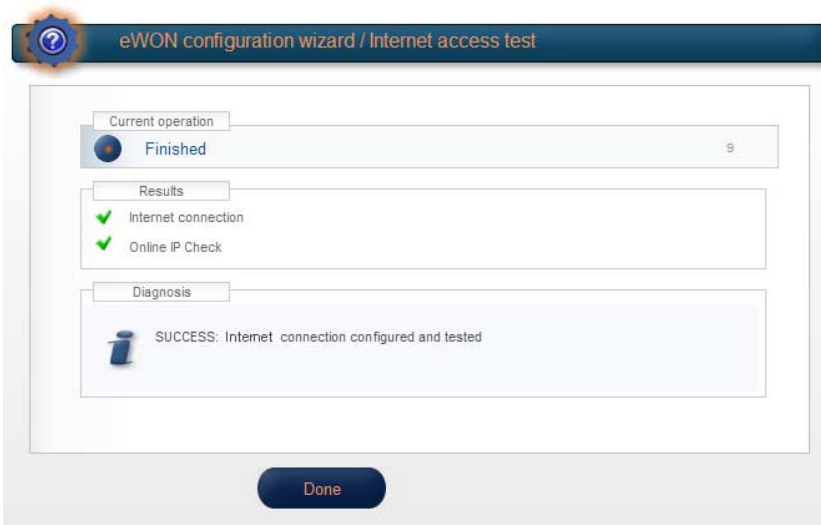 eWON configuration wizard / Internet access test
Current operation
Finished 9
Results
Internet connection
Online IP Check
Diagnosis
SUCCESS: Internet connection configured and tested
Done